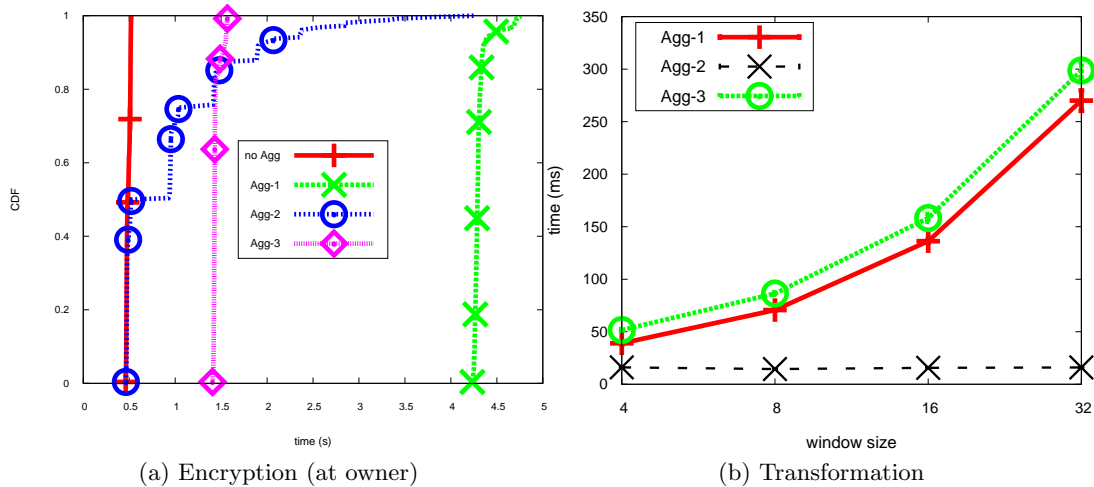 1
0.8
0.6
0.4
0.2
0
CDF
0 0.5 1 1.5 2 2.5 3 3.5 4 4.5 5
time (s)
no Agg
Agg-1
Agg-2
Agg-3
(a) Encryption (at owner)
350
300
250
200
150
100
50
0
time (ms)
4 8 16 32
window size
Agg-1
Agg-2
Agg-3
(b) Transformation